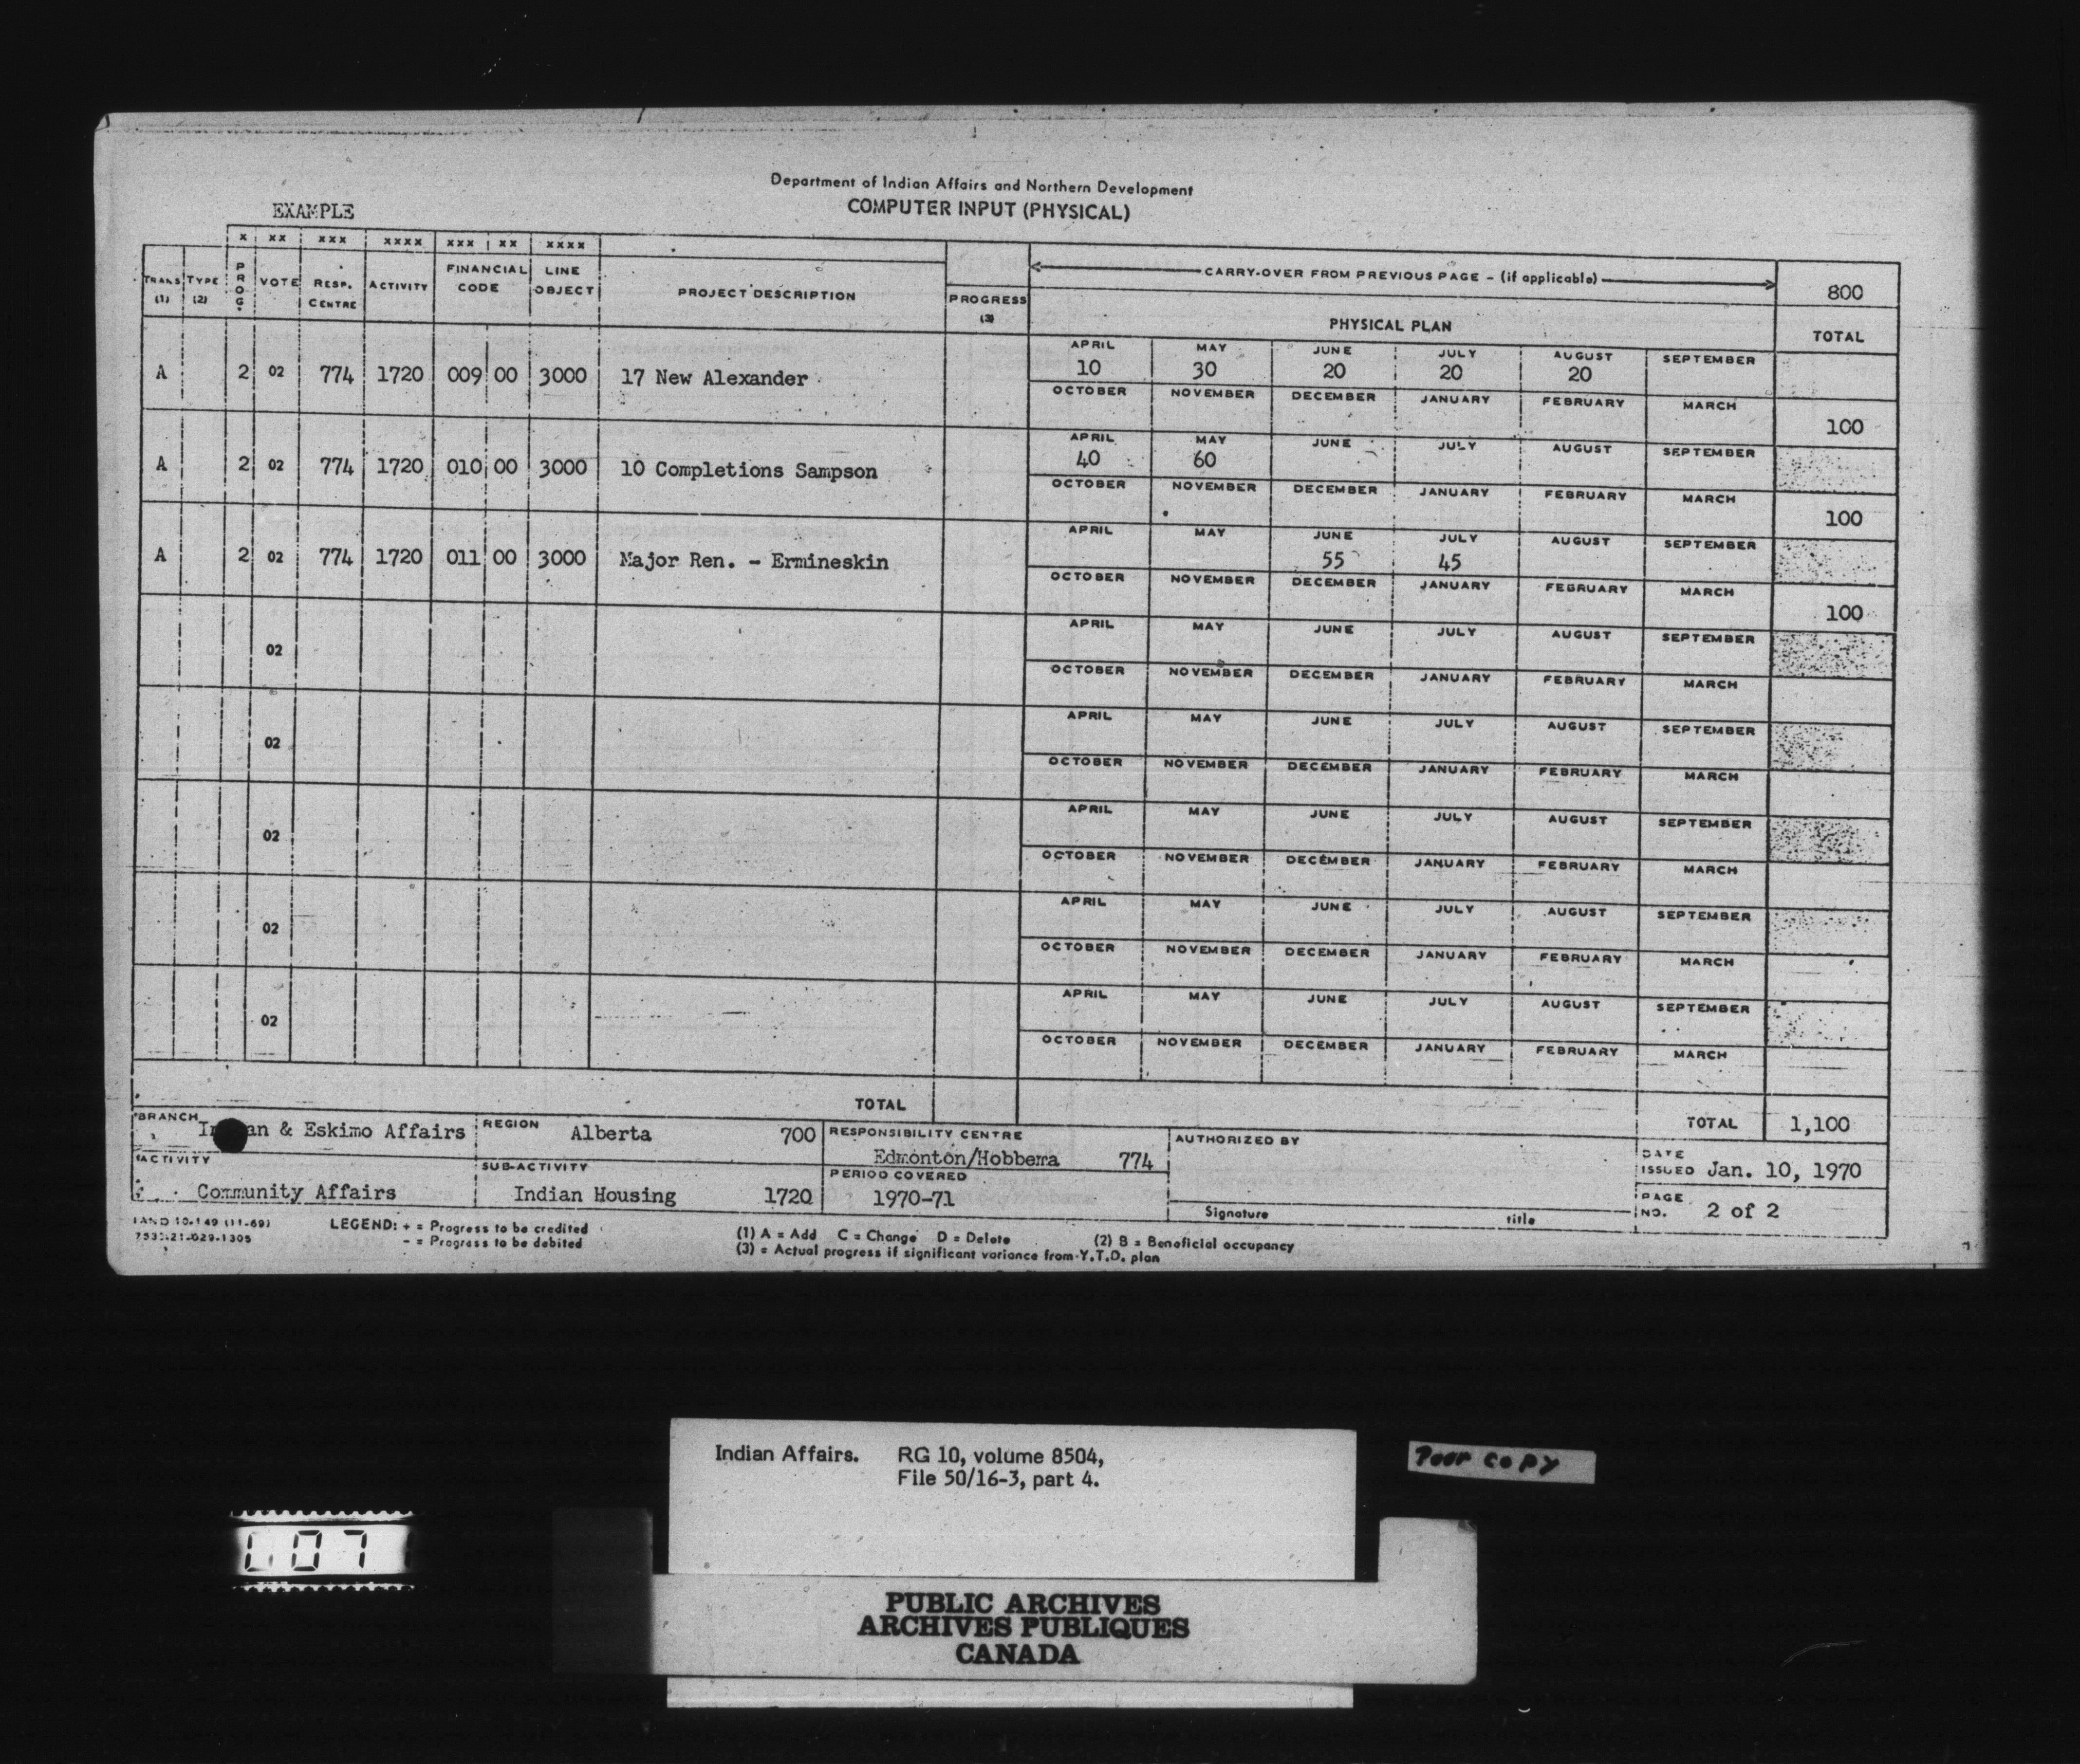 Department of Indian Affairs and Northern Development
EXAMPLE
COMPUTER INPUT (PHYSICAL)
X XX XXX XXXX XXX XX XXXX
TRANS (1) TYPE (2) PROG. VOTE RESP. CENTRE ACTIVITY FINANCIAL CODE LINE OBJECT PROJECT DESCRIPTION PROGRESS (3)
CARRY-OVER FROM PREVIOUS PAGE - (if applicable) 800
PHYSICAL PLAN TOTAL
APRIL MAY JUNE JULY AUGUST SEPTEMBER
A 2 02 774 1720 009 00 3000 17 New Alexander 10 30 20 20 20
OCTOBER NOVEMBER DECEMBER JANUARY FEBRUARY MARCH
100
APRIL MAY JUNE JULY AUGUST SEPTEMBER
A 2 02 774 1720 010 00 3000 10 Completions Sampson 40 60
OCTOBER NOVEMBER DECEMBER JANUARY FEBRUARY MARCH
100
APRIL MAY JUNE JULY AUGUST SEPTEMBER
A 2 02 774 1720 011 00 3000 Major Ren. - Ermineskin 55 45
OCTOBER NOVEMBER DECEMBER JANUARY FEBRUARY MARCH
100
APRIL MAY JUNE JULY AUGUST SEPTEMBER
02
OCTOBER NOVEMBER DECEMBER JANUARY FEBRUARY MARCH
APRIL MAY JUNE JULY AUGUST SEPTEMBER
02
OCTOBER NOVEMBER DECEMBER JANUARY FEBRUARY MARCH
APRIL MAY JUNE JULY AUGUST SEPTEMBER
02
OCTOBER NOVEMBER DECEMBER JANUARY FEBRUARY MARCH
APRIL MAY JUNE JULY AUGUST SEPTEMBER
02
OCTOBER NOVEMBER DECEMBER JANUARY FEBRUARY MARCH
APRIL MAY JUNE JULY AUGUST SEPTEMBER
02
OCTOBER NOVEMBER DECEMBER JANUARY FEBRUARY MARCH
TOTAL TOTAL 1,100
BRANCH REGION RESPONSIBILITY CENTRE AUTHORIZED BY
& Eskimo Affairs Alberta 700 Edmonton/Hobbema 774
DATE ISSUED Jan. 10, 1970
ACTIVITY SUB-ACTIVITY PERIOD COVERED
Community Affairs Indian Housing 1720 1970-71
Signature title
PAGE NO. 2 of 2
IAND 10-149 (11-69)
7530-21-029-1305
LEGEND: + = Progress to be credited
- = Progress to be debited
(1) A = Add C = Change D = Delete (2) B = Beneficial occupancy
(3) = Actual progress if significant variance from Y.T.D. plan
Indian Affairs. RG 10, volume 8504,
File 50/16-3, part 4.
Poor copy
07
PUBLIC ARCHIVES
ARCHIVES PUBLIQUES
CANADA